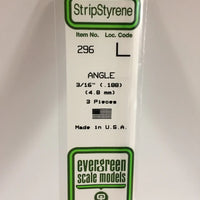 StripStyrene
Item No. Loc. Code
296
ANGLE
3/16" (.188)
(4.8 mm)
3 Pieces
Made in U.S.A.
evergreen
scale models